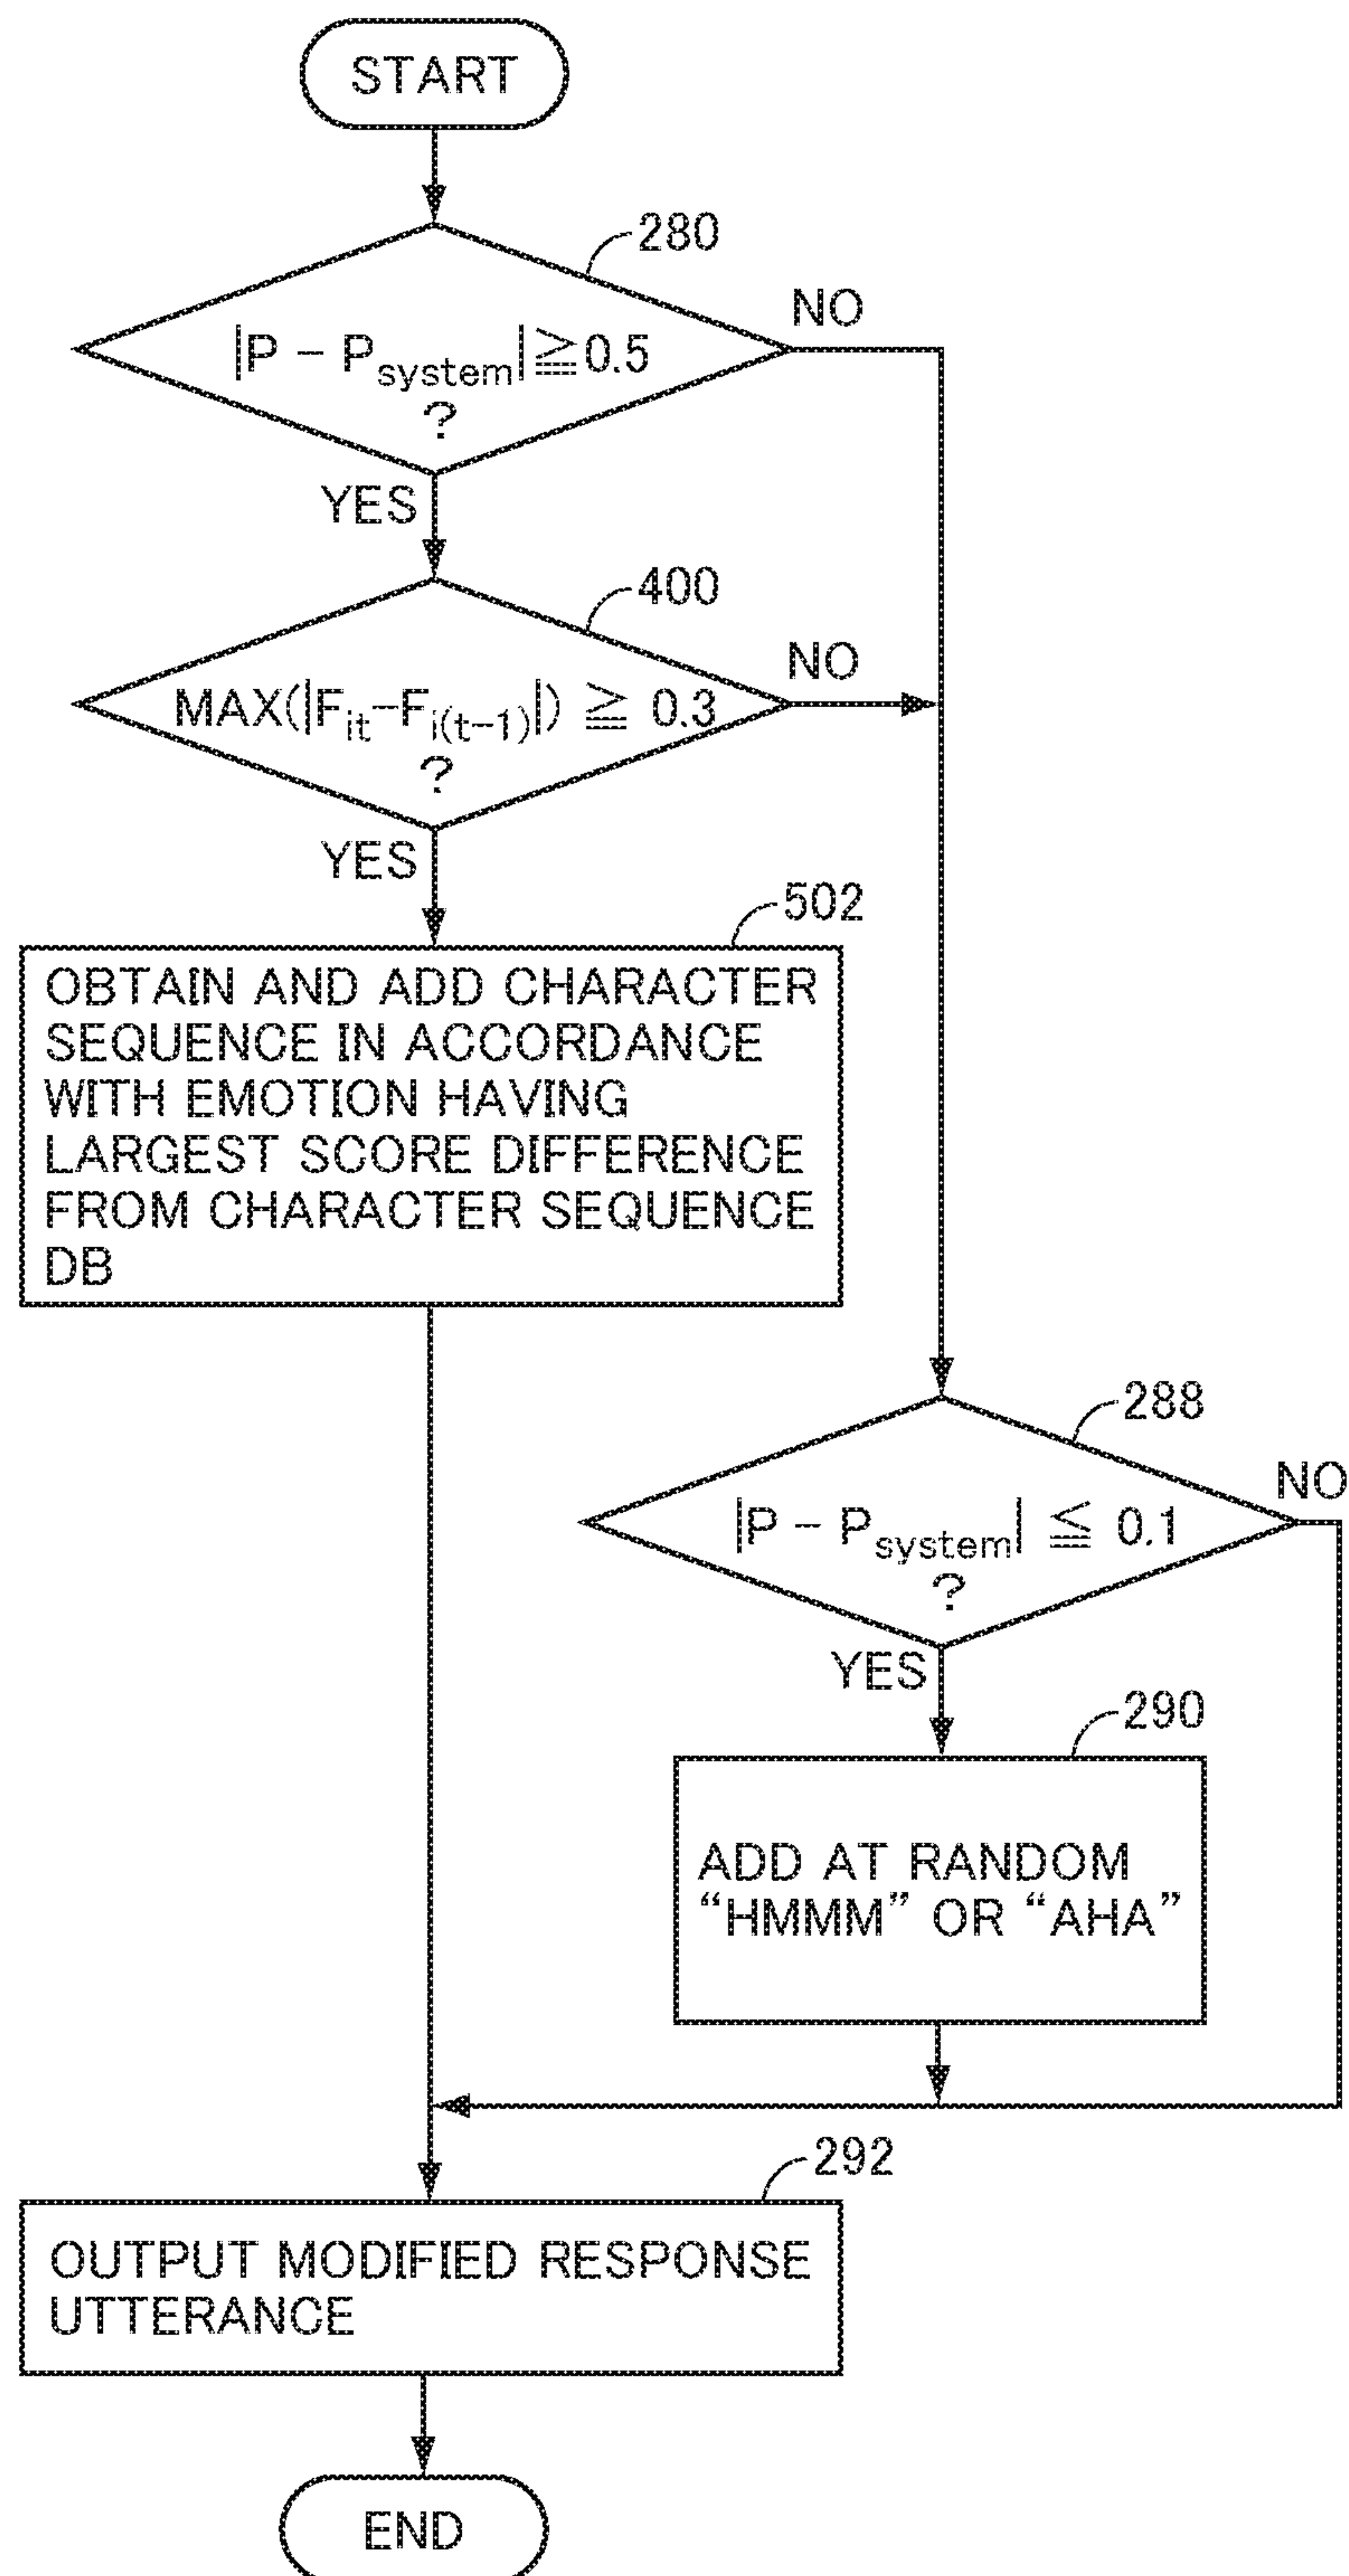 START
280
|P − Psystem| ≧ 0.5
?
NO
YES
400
MAX(|Fit−Fi(t−1)|) ≧ 0.3
?
NO
YES
502
OBTAIN AND ADD CHARACTER
SEQUENCE IN ACCORDANCE
WITH EMOTION HAVING
LARGEST SCORE DIFFERENCE
FROM CHARACTER SEQUENCE
DB
288
|P − Psystem| ≦ 0.1
?
NO
YES
290
ADD AT RANDOM
“HMMM” OR “AHA”
292
OUTPUT MODIFIED RESPONSE
UTTERANCE
END